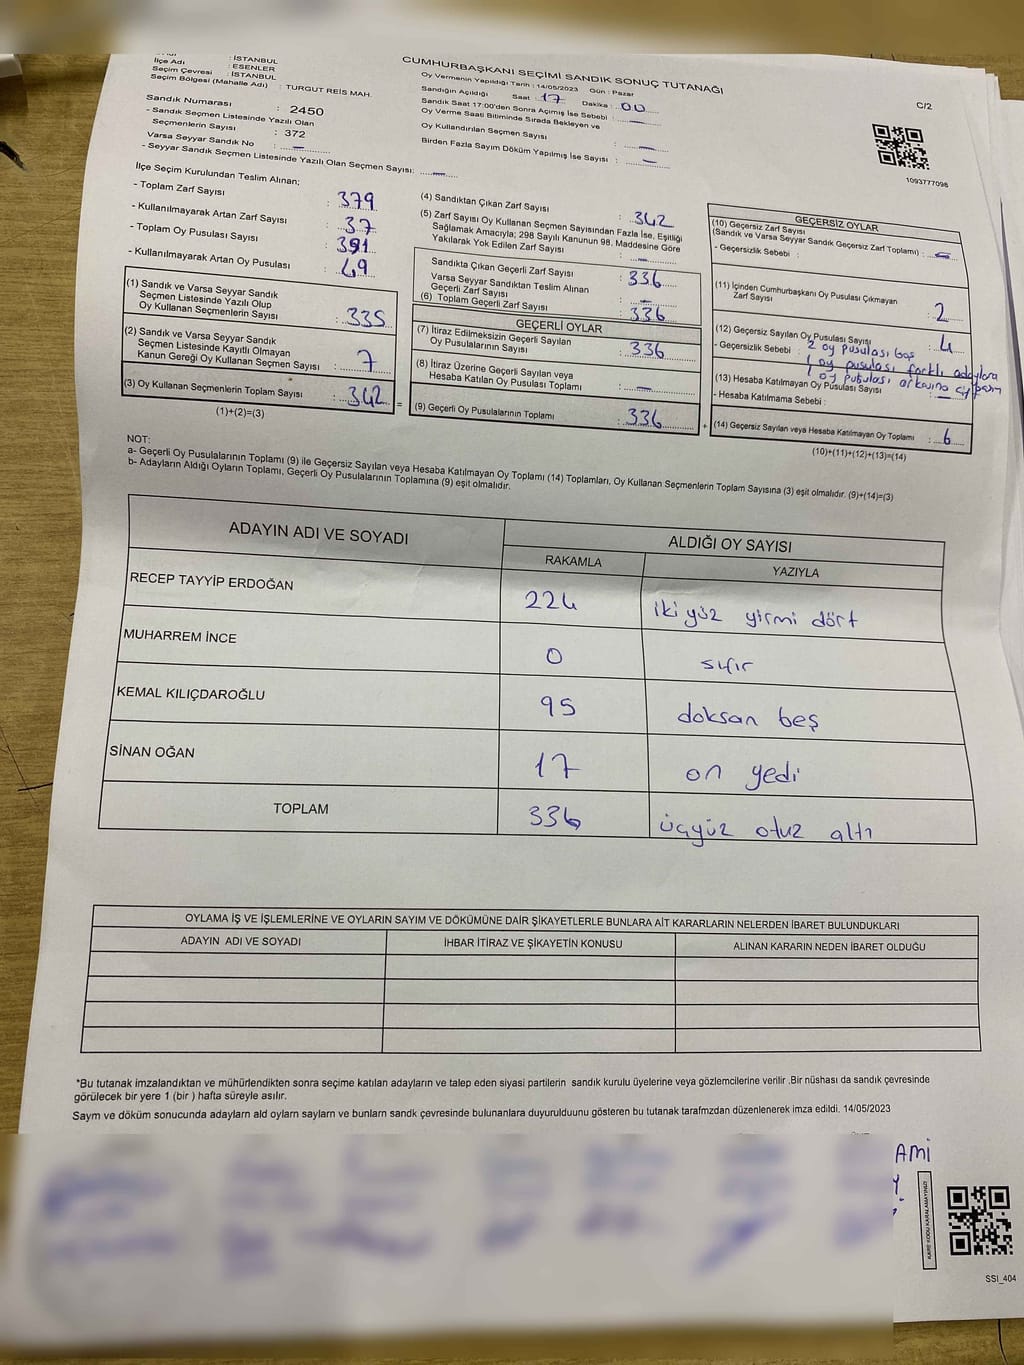 : İSTANBUL
İlçe Adı : ESENLER
Seçim Çevresi : İSTANBUL
Seçim Bölgesi (Mahalle Adı) : TURGUT REİS MAH.
Sandık Numarası : 2450
- Sandık Seçmen Listesinde Yazılı Olan
Seçmenlerin Sayısı : 372
Varsa Seyyar Sandık No : —
- Seyyar Sandık Seçmen Listesinde Yazılı Olan Seçmen Sayısı: —
CUMHURBAŞKANI SEÇİMİ SANDIK SONUÇ TUTANAĞI
Oy Vermenin Yapıldığı Tarih : 14/05/2023 Gün : Pazar
Sandığın Açıldığı Saat : 17 Dakika : 00
Sandık Saat 17:00'den Sonra Açımış İse Sebebi : —
Oy Verme Saati Bitiminde Sırada Bekleyen ve
Oy Kullandırılan Seçmen Sayısı : —
Birden Fazla Sayım Döküm Yapılmış İse Sayısı : —
C/2
1093777098
İlçe Seçim Kurulundan Teslim Alınan;
- Toplam Zarf Sayısı : 379
- Kullanılmayarak Artan Zarf Sayısı : 37
- Toplam Oy Pusulası Sayısı : 391
- Kullanılmayarak Artan Oy Pusulası : 49
(1) Sandık ve Varsa Seyyar Sandık
Seçmen Listesinde Yazılı Olup
Oy Kullanan Seçmenlerin Sayısı : 335
(2) Sandık ve Varsa Seyyar Sandık
Seçmen Listesinde Kayıtlı Olmayan
Kanun Gereği Oy Kullanan Seçmen Sayısı : 7
(3) Oy Kullanan Seçmenlerin Toplam Sayısı : 342
(1)+(2)=(3)
=
(4) Sandıktan Çıkan Zarf Sayısı : 342
(5) Zarf Sayısı Oy Kullanan Seçmen Sayısından Fazla İse, Eşitliği
Sağlamak Amacıyla; 298 Sayılı Kanunun 98. Maddesine Göre
Yakılarak Yok Edilen Zarf Sayısı : —
Sandıkta Çıkan Geçerli Zarf Sayısı : 336
Varsa Seyyar Sandıktan Teslim Alınan
Geçerli Zarf Sayısı : —
(6) Toplam Geçerli Zarf Sayısı : 336
GEÇERLİ OYLAR
(7) İtiraz Edilmeksizin Geçerli Sayılan
Oy Pusulalarının Sayısı : 336
(8) İtiraz Üzerine Geçerli Sayılan veya
Hesaba Katılan Oy Pusulası Toplamı : —
(9) Geçerli Oy Pusulalarının Toplamı : 336
+
GEÇERSİZ OYLAR
(10) Geçersiz Zarf Sayısı
(Sandık ve Varsa Seyyar Sandık Geçersiz Zarf Toplamı) : —
- Geçersizlik Sebebi :
(11) İçinden Cumhurbaşkanı Oy Pusulası Çıkmayan
Zarf Sayısı : 2
(12) Geçersiz Sayılan Oy Pusulası Sayısı : 4
- Geçersizlik Sebebi : 2 oy pusulası boş
1 oy pusulası farklı adaylara
1 oy pusulası arkasına
(13) Hesaba Katılmayan Oy Pusulası Sayısı : —
- Hesaba Katılmama Sebebi :
(14) Geçersiz Sayılan veya Hesaba Katılmayan Oy Toplamı : 6
(10)+(11)+(12)+(13)=(14)
NOT:
a- Geçerli Oy Pusulalarının Toplamı (9) ile Geçersiz Sayılan veya Hesaba Katılmayan Oy Toplamı (14) Toplamları, Oy Kullanan Seçmenlerin Toplam Sayısına (3) eşit olmalıdır. (9)+(14)=(3)
b- Adayların Aldığı Oyların Toplamı, Geçerli Oy Pusulalarının Toplamına (9) eşit olmalıdır.
ADAYIN ADI VE SOYADI ALDIĞI OY SAYISI
RAKAMLA YAZIYLA
RECEP TAYYİP ERDOĞAN 224 iki yüz yirmi dört
MUHARREM İNCE 0 sıfır
KEMAL KILIÇDAROĞLU 95 doksan beş
SİNAN OĞAN 17 on yedi
TOPLAM 336 üçyüz otuz altı
OYLAMA İŞ VE İŞLEMLERİNE VE OYLARIN SAYIM VE DÖKÜMÜNE DAİR ŞİKAYETLERLE BUNLARA AİT KARARLARIN NELERDEN İBARET BULUNDUKLARI
ADAYIN ADI VE SOYADI İHBAR İTİRAZ VE ŞİKAYETİN KONUSU ALINAN KARARIN NEDEN İBARET OLDUĞU
*Bu tutanak imzalandıktan ve mühürlendikten sonra seçime katılan adayların ve talep eden siyasi partilerin sandık kurulu üyelerine veya gözlemcilerine verilir .Bir nüshası da sandık çevresinde
görülecek bir yere 1 (bir ) hafta süreyle asılır.
Sayım ve döküm sonucunda adayların ald oyların sayların ve bunların sandk çevresinde bulunanlara duyurulduunu gösteren bu tutanak tarafmzdan düzenlenerek imza edildi. 14/05/2023
AMİ
KARE KODU KARALAMAYINIZ!
SSI_404